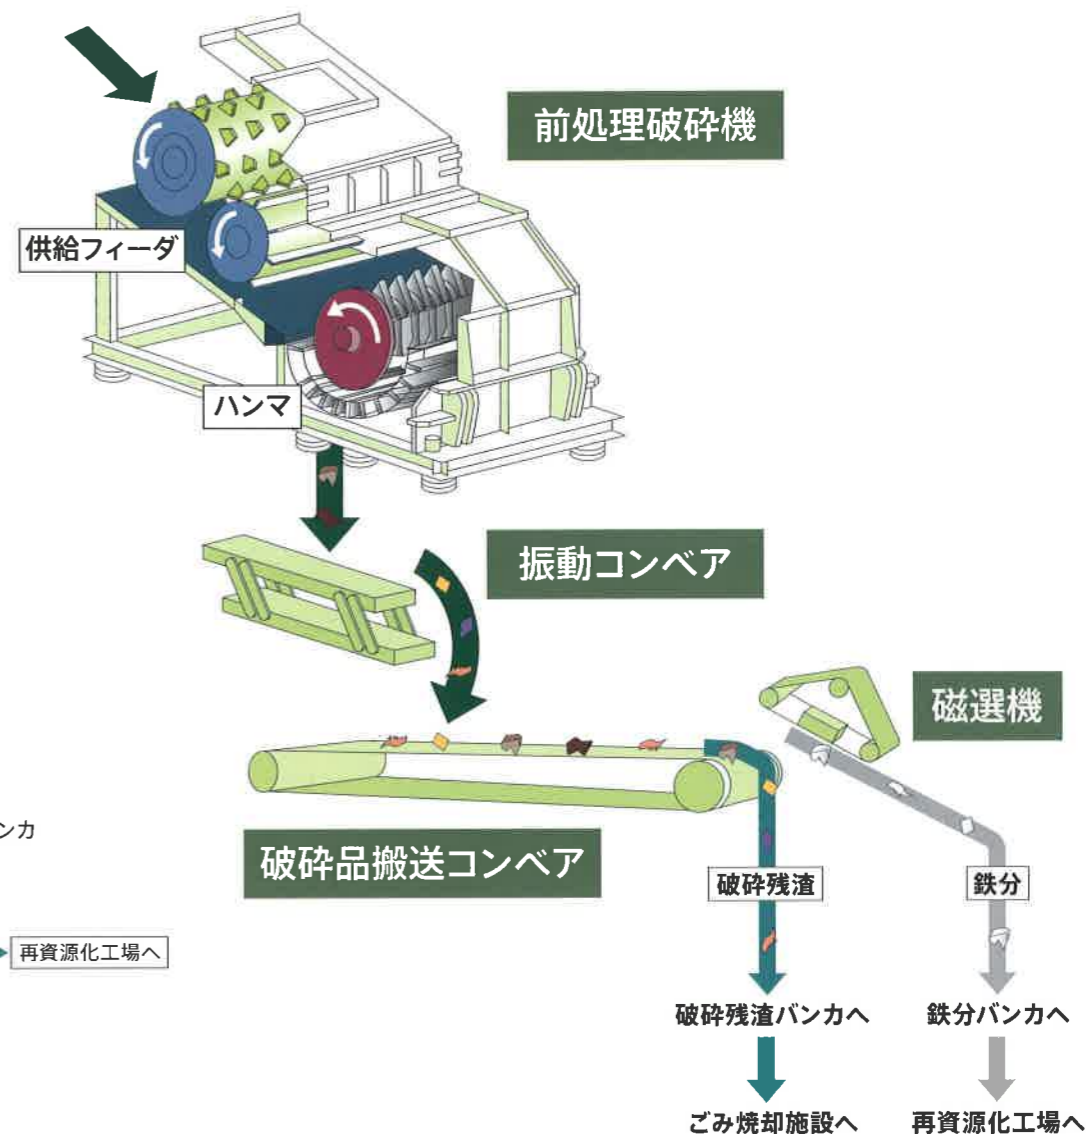 前処理破砕機
供給フィーダ
ハンマ
振動コンベア
磁選機
ンカ
破砕品搬送コンベア
破砕残渣
鉄分
再資源化工場へ
破砕残渣バンカへ
鉄分バンカへ
ごみ焼却施設へ
再資源化工場へ